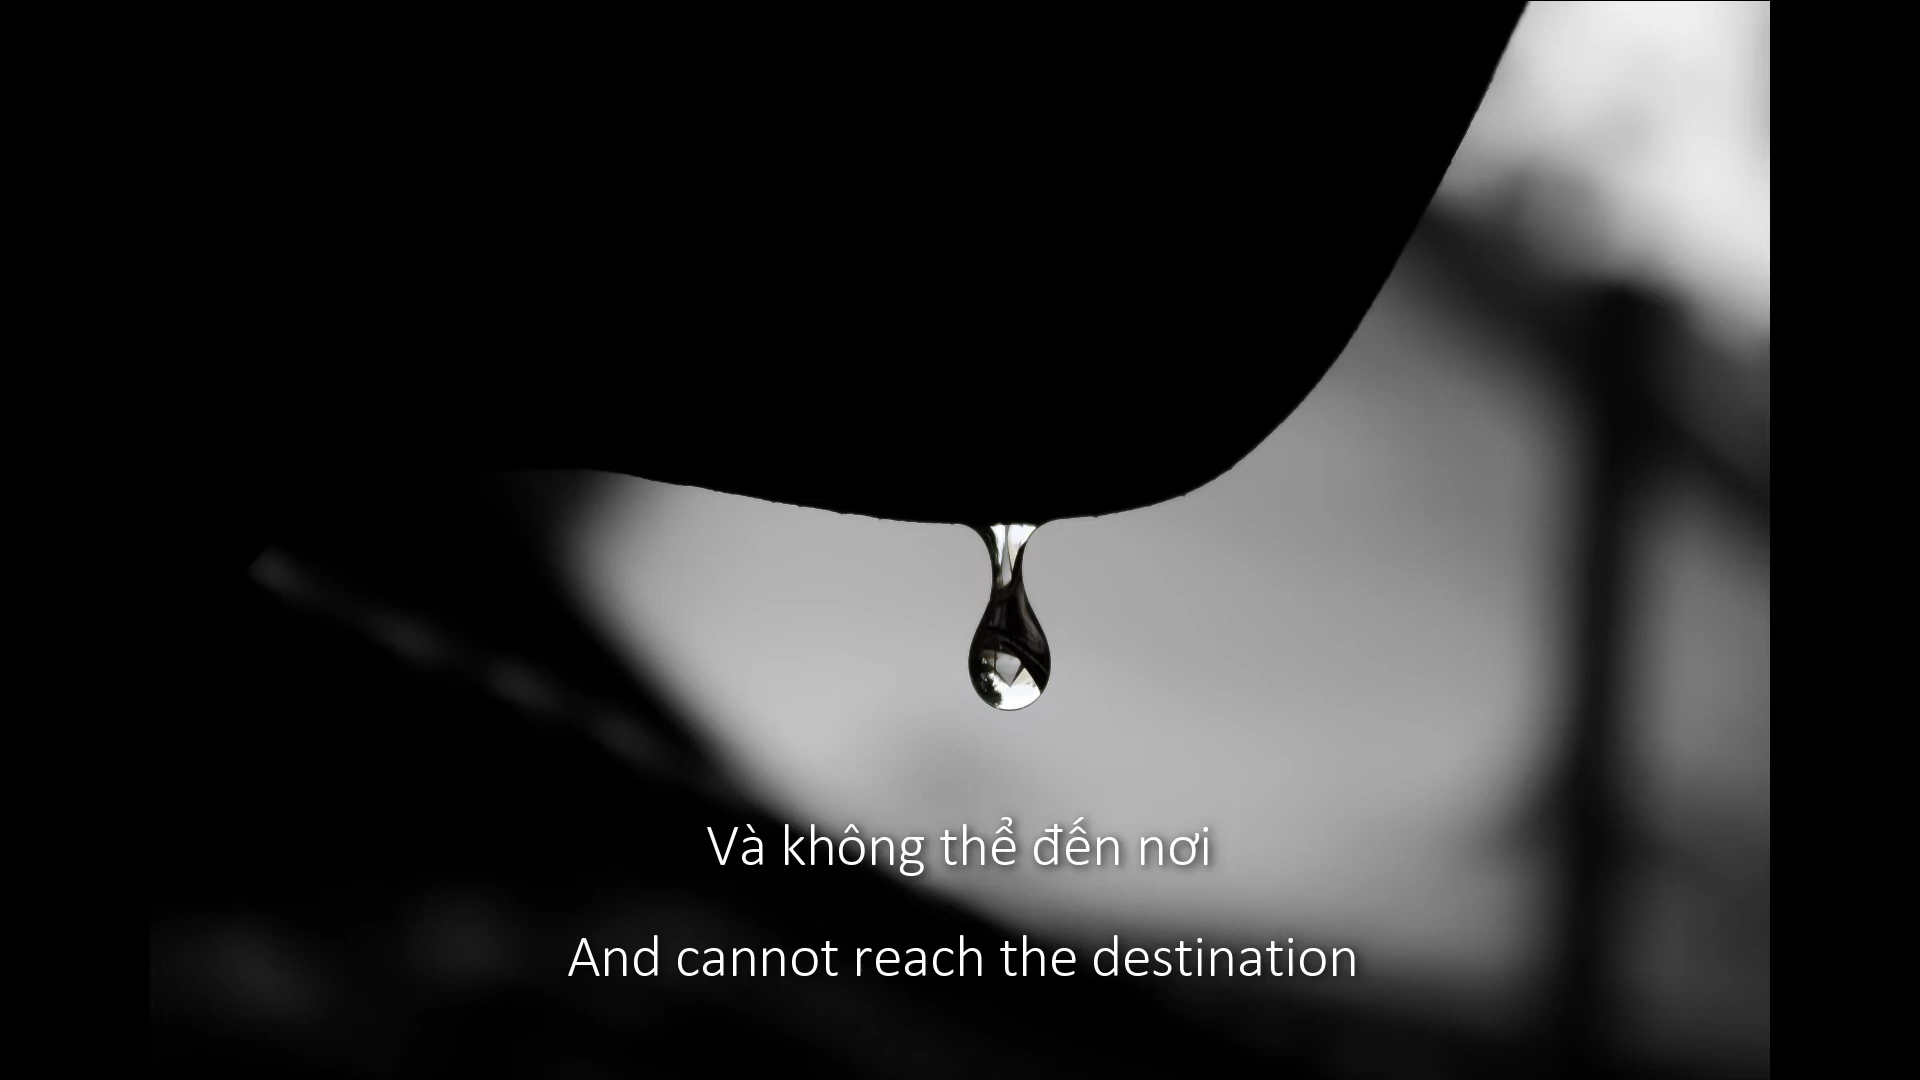 Và không thể đến nơi
And cannot reach the destination